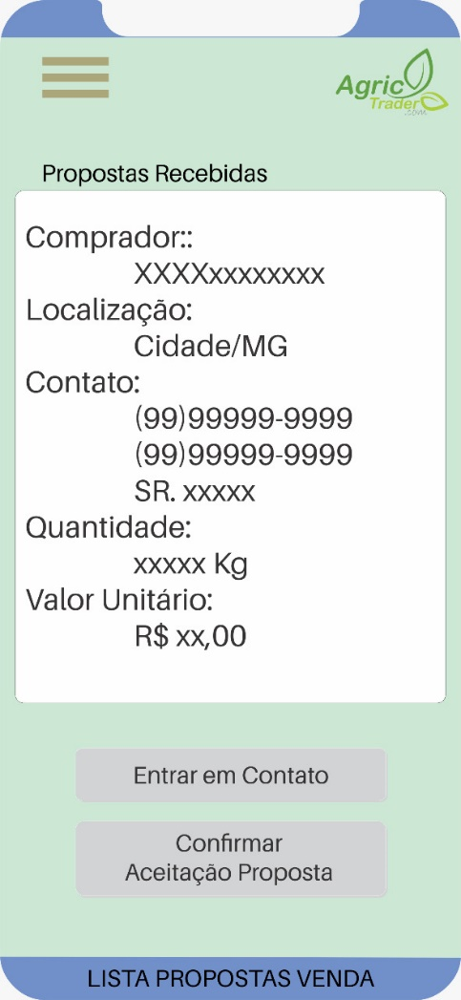 Agric
Trader
.com
Propostas Recebidas
Comprador::
XXXXxxxxxxxx
Localização:
Cidade/MG
Contato:
(99)99999-9999
(99)99999-9999
SR. xxxxx
Quantidade:
xxxxx Kg
Valor Unitário:
R$ xx,00
Entrar em Contato
Confirmar
Aceitação Proposta
LISTA PROPOSTAS VENDA